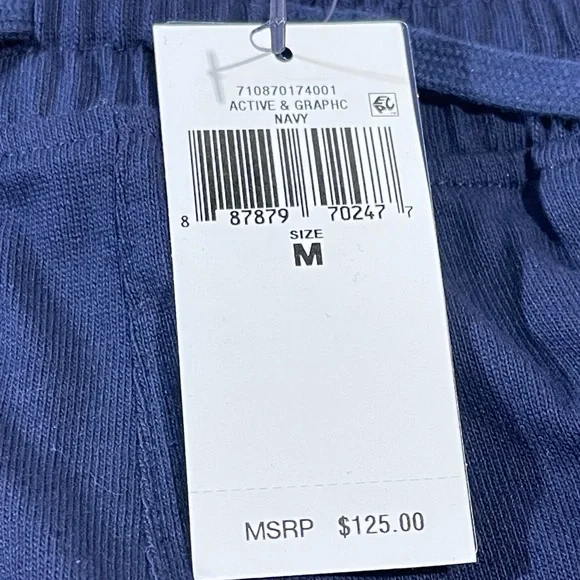 710870174001
ACTIVE & GRAPHC
NAVY
8 87879 70247 7
SIZE
M
MSRP $125.00